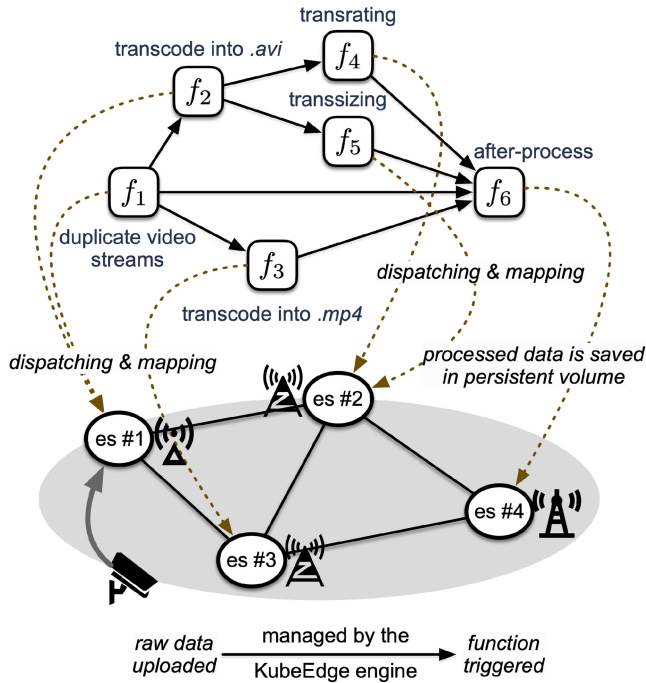 transrating
transcode into .avi
f4
f2
transsizing
f5
after-process
f1
f6
duplicate video
streams
f3
dispatching & mapping
transcode into .mp4
dispatching & mapping
processed data is saved
in persistent volume
es #2
es #1
es #4
es #3
raw data
uploaded
managed by the
KubeEdge engine
function
triggered